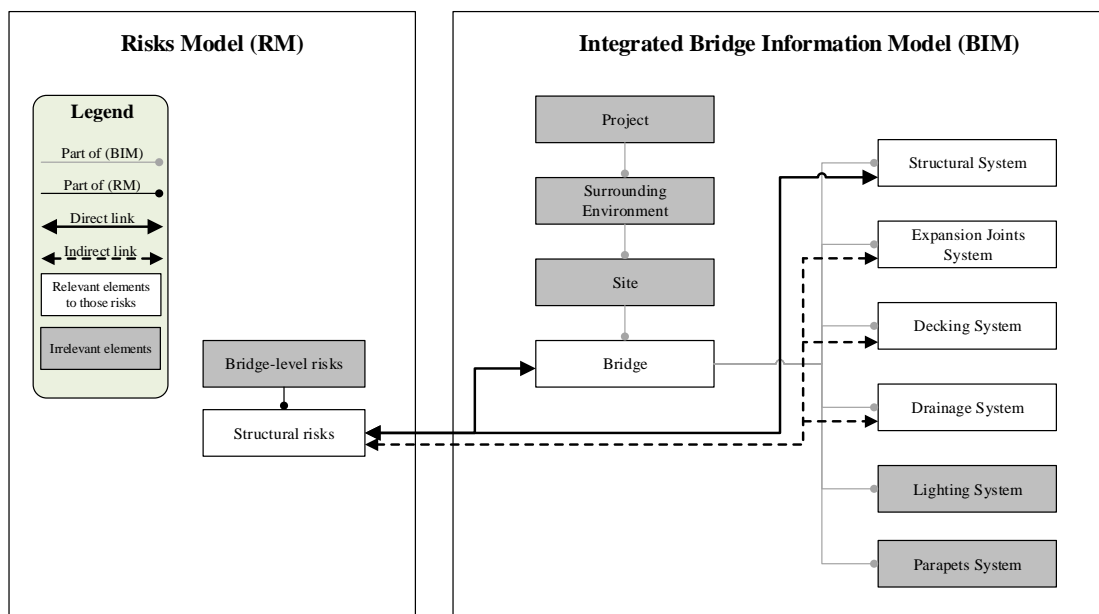 Risks Model (RM)
Legend
Part of (BIM)
Part of (RM)
Direct link
Indirect link
Relevant elements
to those risks
Irrelevant elements
Bridge-level risks
Structural risks
Integrated Bridge Information Model (BIM)
Project
Surrounding
Environment
Site
Bridge
Structural System
Expansion Joints
System
Decking System
Drainage System
Lighting System
Parapets System